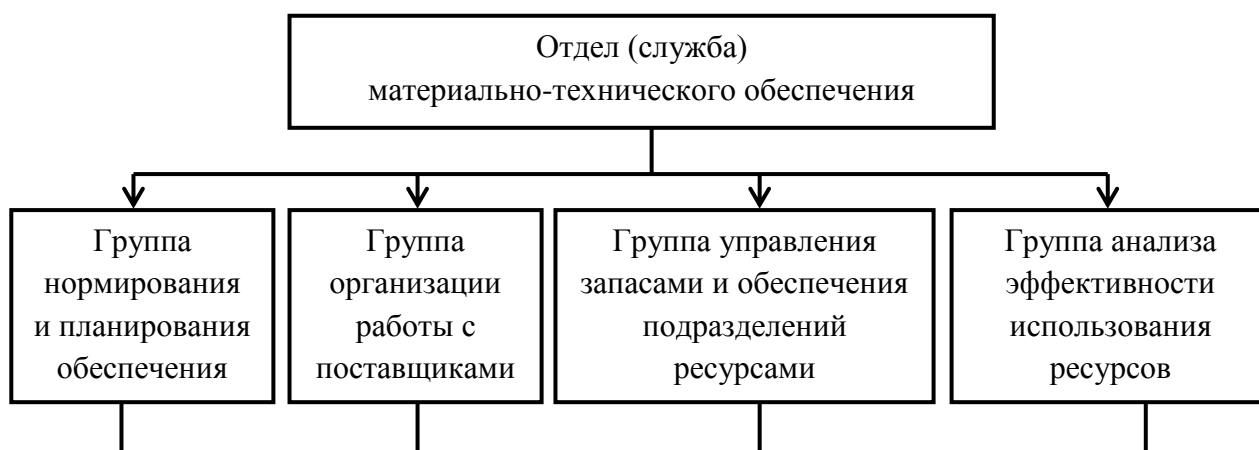 Отдел (служба)
материально-технического обеспечения
Группа
нормирования
и планирования
обеспечения
Группа
организации
работы с
поставщиками
Группа управления
запасами и обеспечения
подразделений
ресурсами
Группа анализа
эффективности
использования
ресурсов